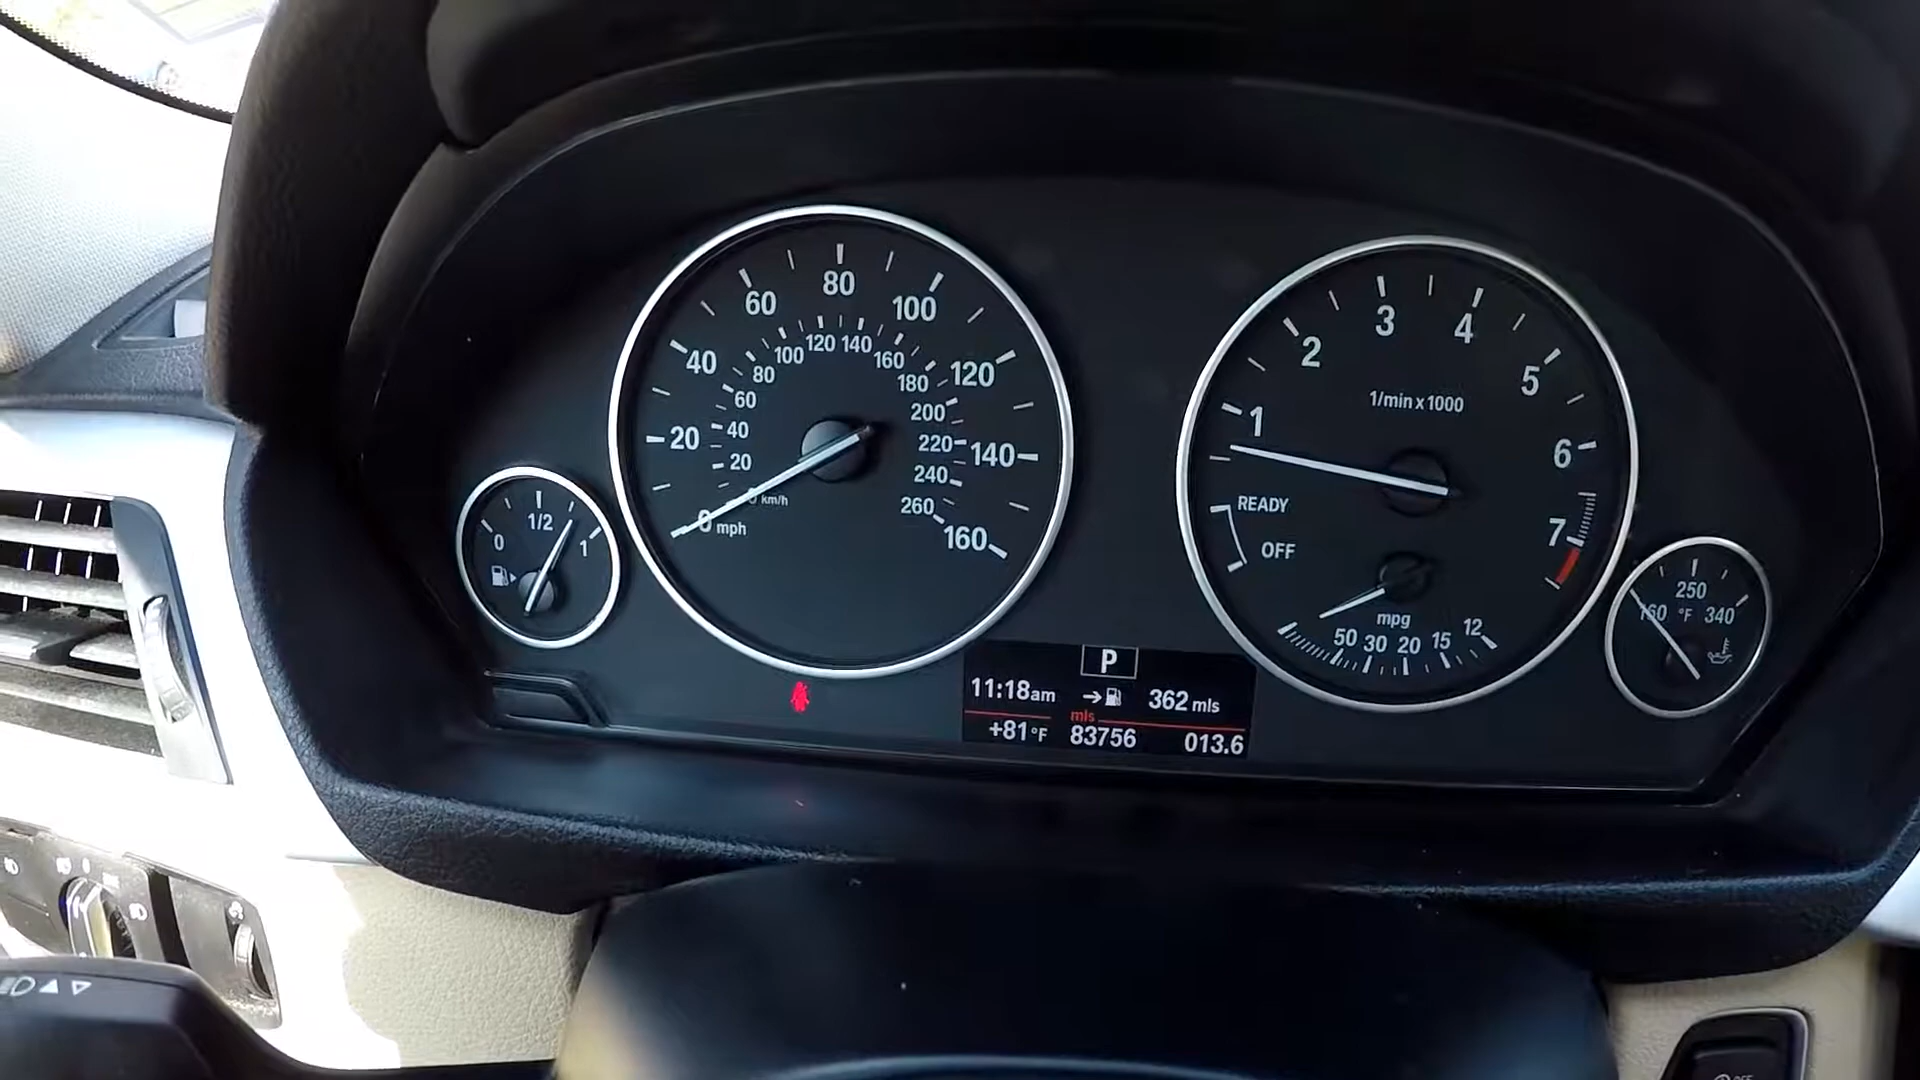 80
60
100
40
120
20
140
0 mph
160
120 140
100 160
80 180
60 200
40 220
20 240
260
km/h
1/2
0
1
3
4
2
5
1
6
7
1/min x 1000
READY
OFF
mpg
50 30 20 15 12
250
160 °F 340
P
11:18am 362 mls
mls
+81°F 83756 013.6
OFF